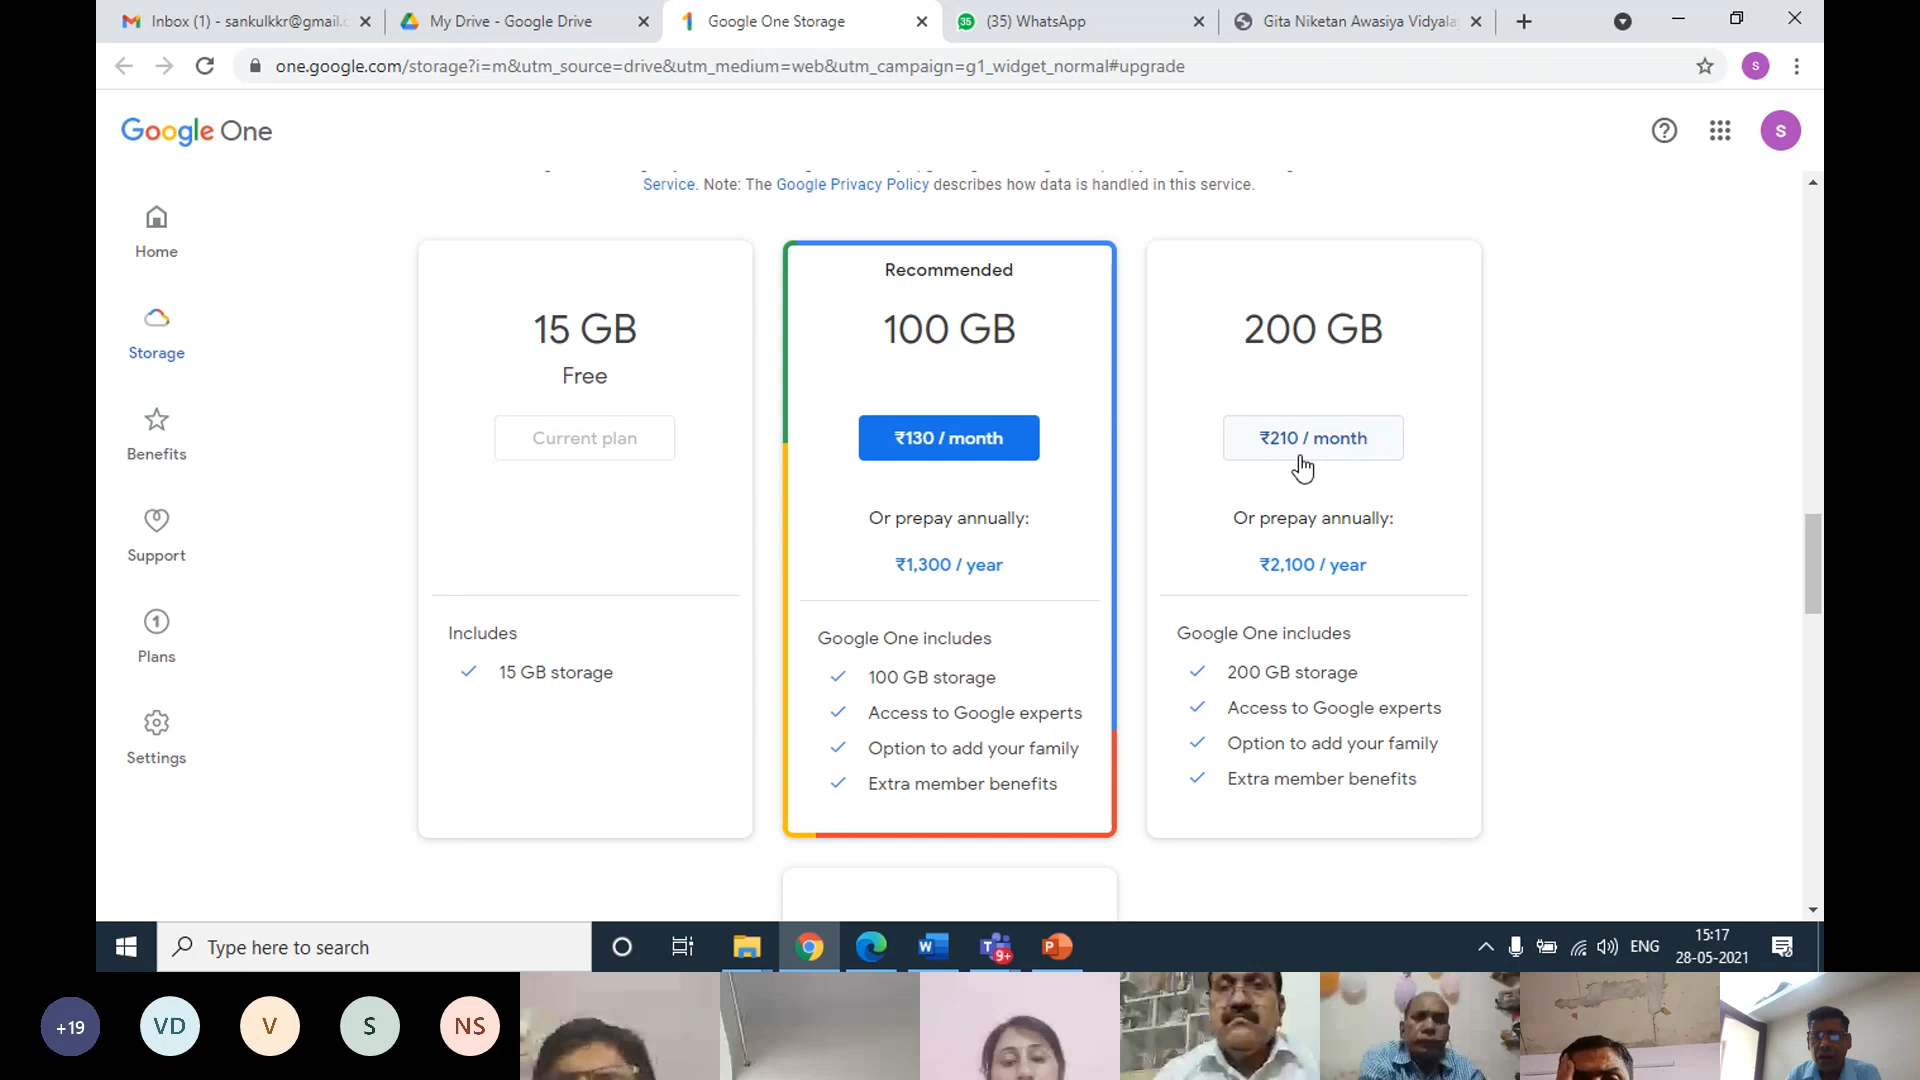 Inbox (1) - sankulkkr@gmail.c
My Drive - Google Drive
Google One Storage
35 (35) WhatsApp
Gita Niketan Awasiya Vidyala
one.google.com/storage?i=m&utm_source=drive&utm_medium=web&utm_campaign=g1_widget_normal#upgrade
s
Google One
s
Service. Note: The Google Privacy Policy describes how data is handled in this service.
Home
Storage
Benefits
Support
1
Plans
Settings
15 GB
Free
Current plan
Includes
15 GB storage
Recommended
100 GB
₹130 / month
Or prepay annually:
₹1,300 / year
Google One includes
100 GB storage
Access to Google experts
Option to add your family
Extra member benefits
200 GB
₹210 / month
Or prepay annually:
₹2,100 / year
Google One includes
200 GB storage
Access to Google experts
Option to add your family
Extra member benefits
Type here to search
W
T 9+
P
ENG
15:17
28-05-2021
+19
VD
V
S
NS